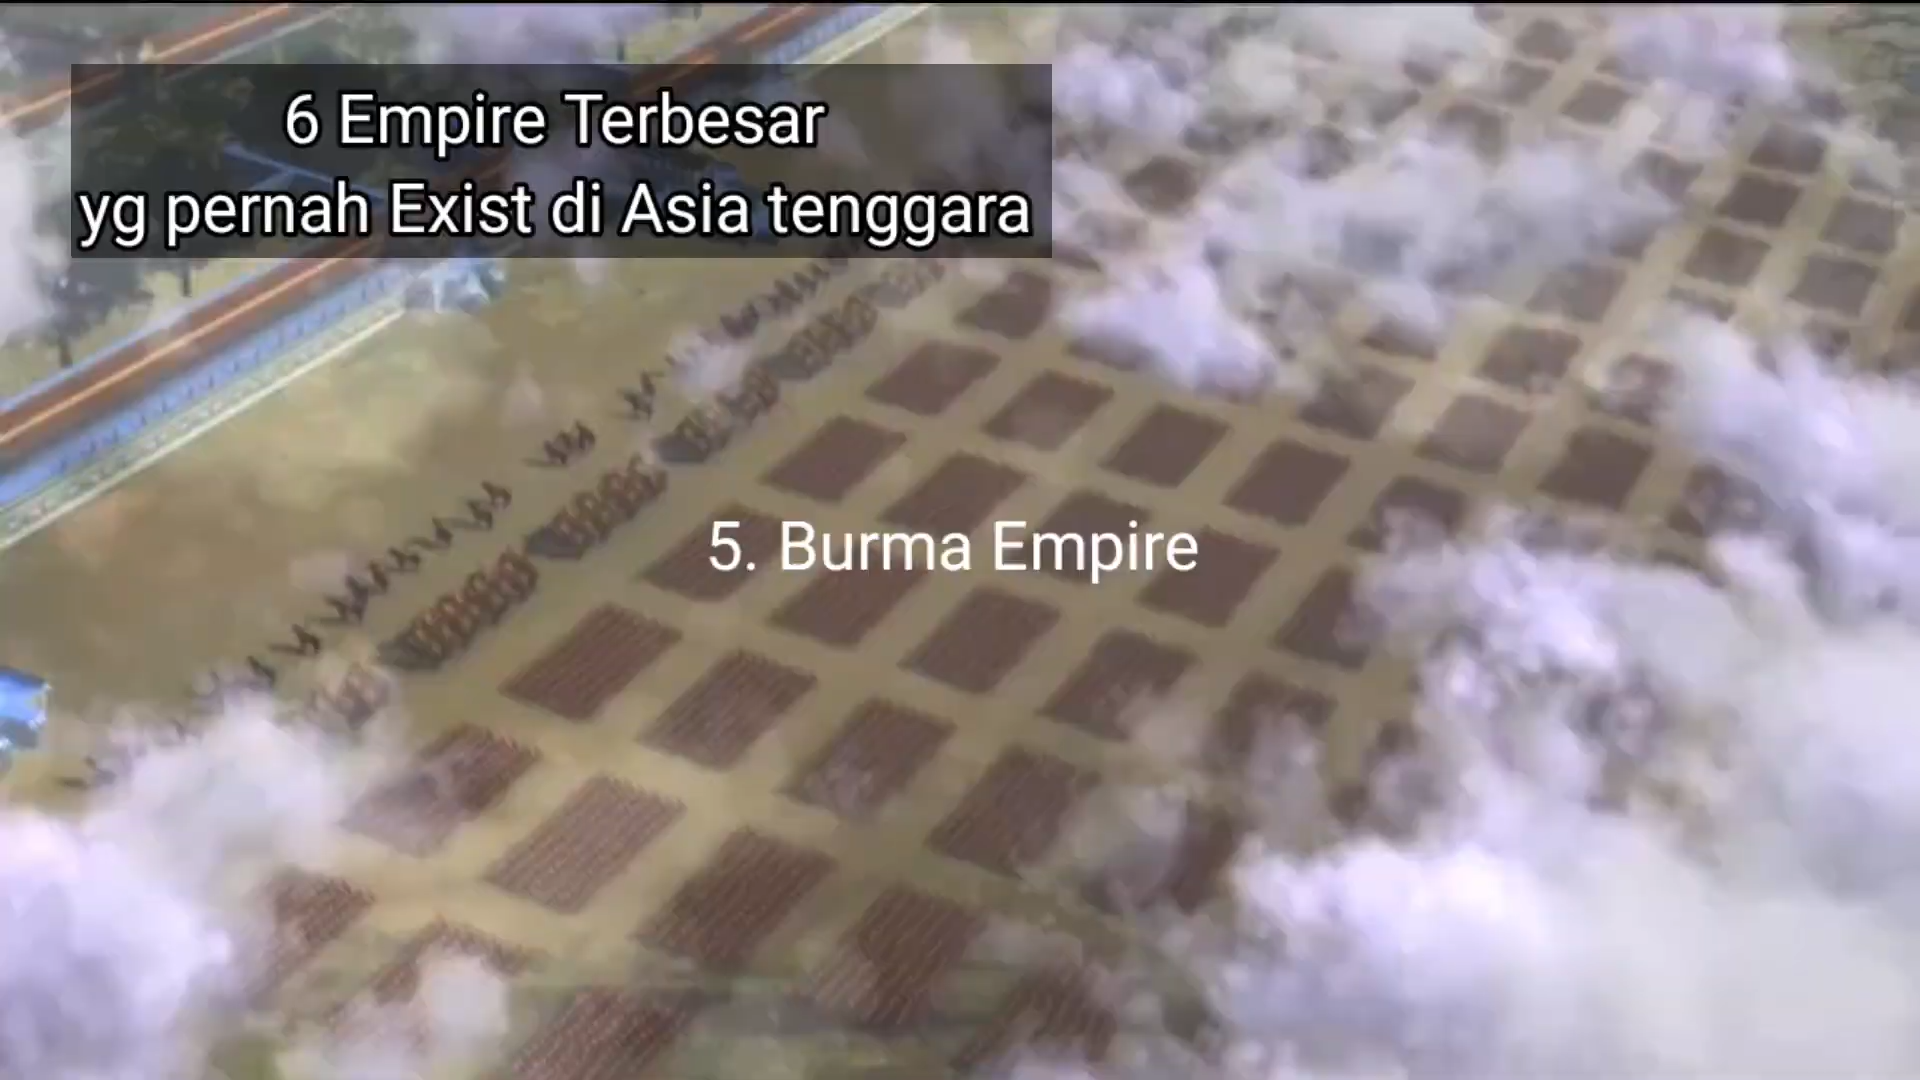 6 Empire Terbesar
yg pernah Exist di Asia tenggara
5. Burma Empire